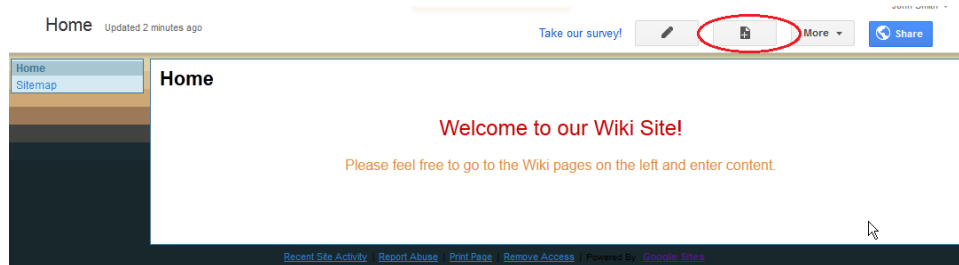 John Smith
Home Updated 2 minutes ago Take our survey! More Share
Home
Sitemap
Home
Welcome to our Wiki Site!
Please feel free to go to the Wiki pages on the left and enter content.
Recent Site Activity | Report Abuse | Print Page | Remove Access | Powered By Google Sites